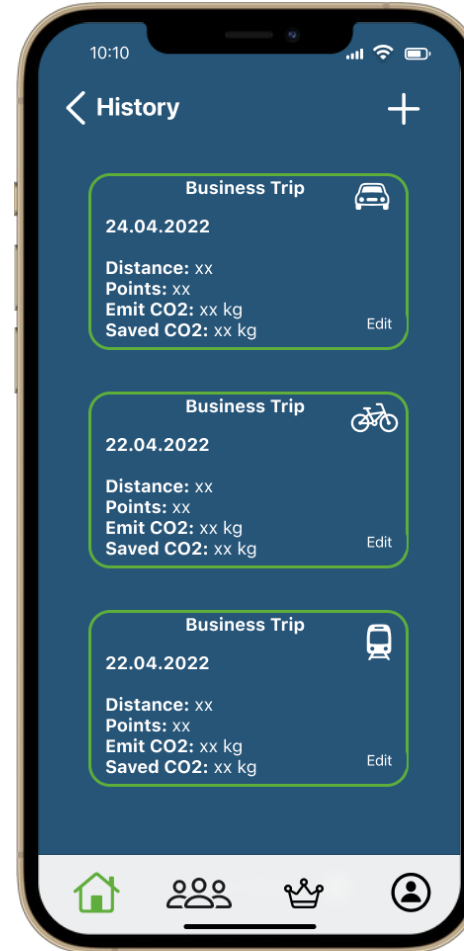 10:10
History
Business Trip
24.04.2022
Distance: xx
Points: xx
Emit CO2: xx kg
Saved CO2: xx kg
Edit
Business Trip
22.04.2022
Distance: xx
Points: xx
Emit CO2: xx kg
Saved CO2: xx kg
Edit
Business Trip
22.04.2022
Distance: xx
Points: xx
Emit CO2: xx kg
Saved CO2: xx kg
Edit